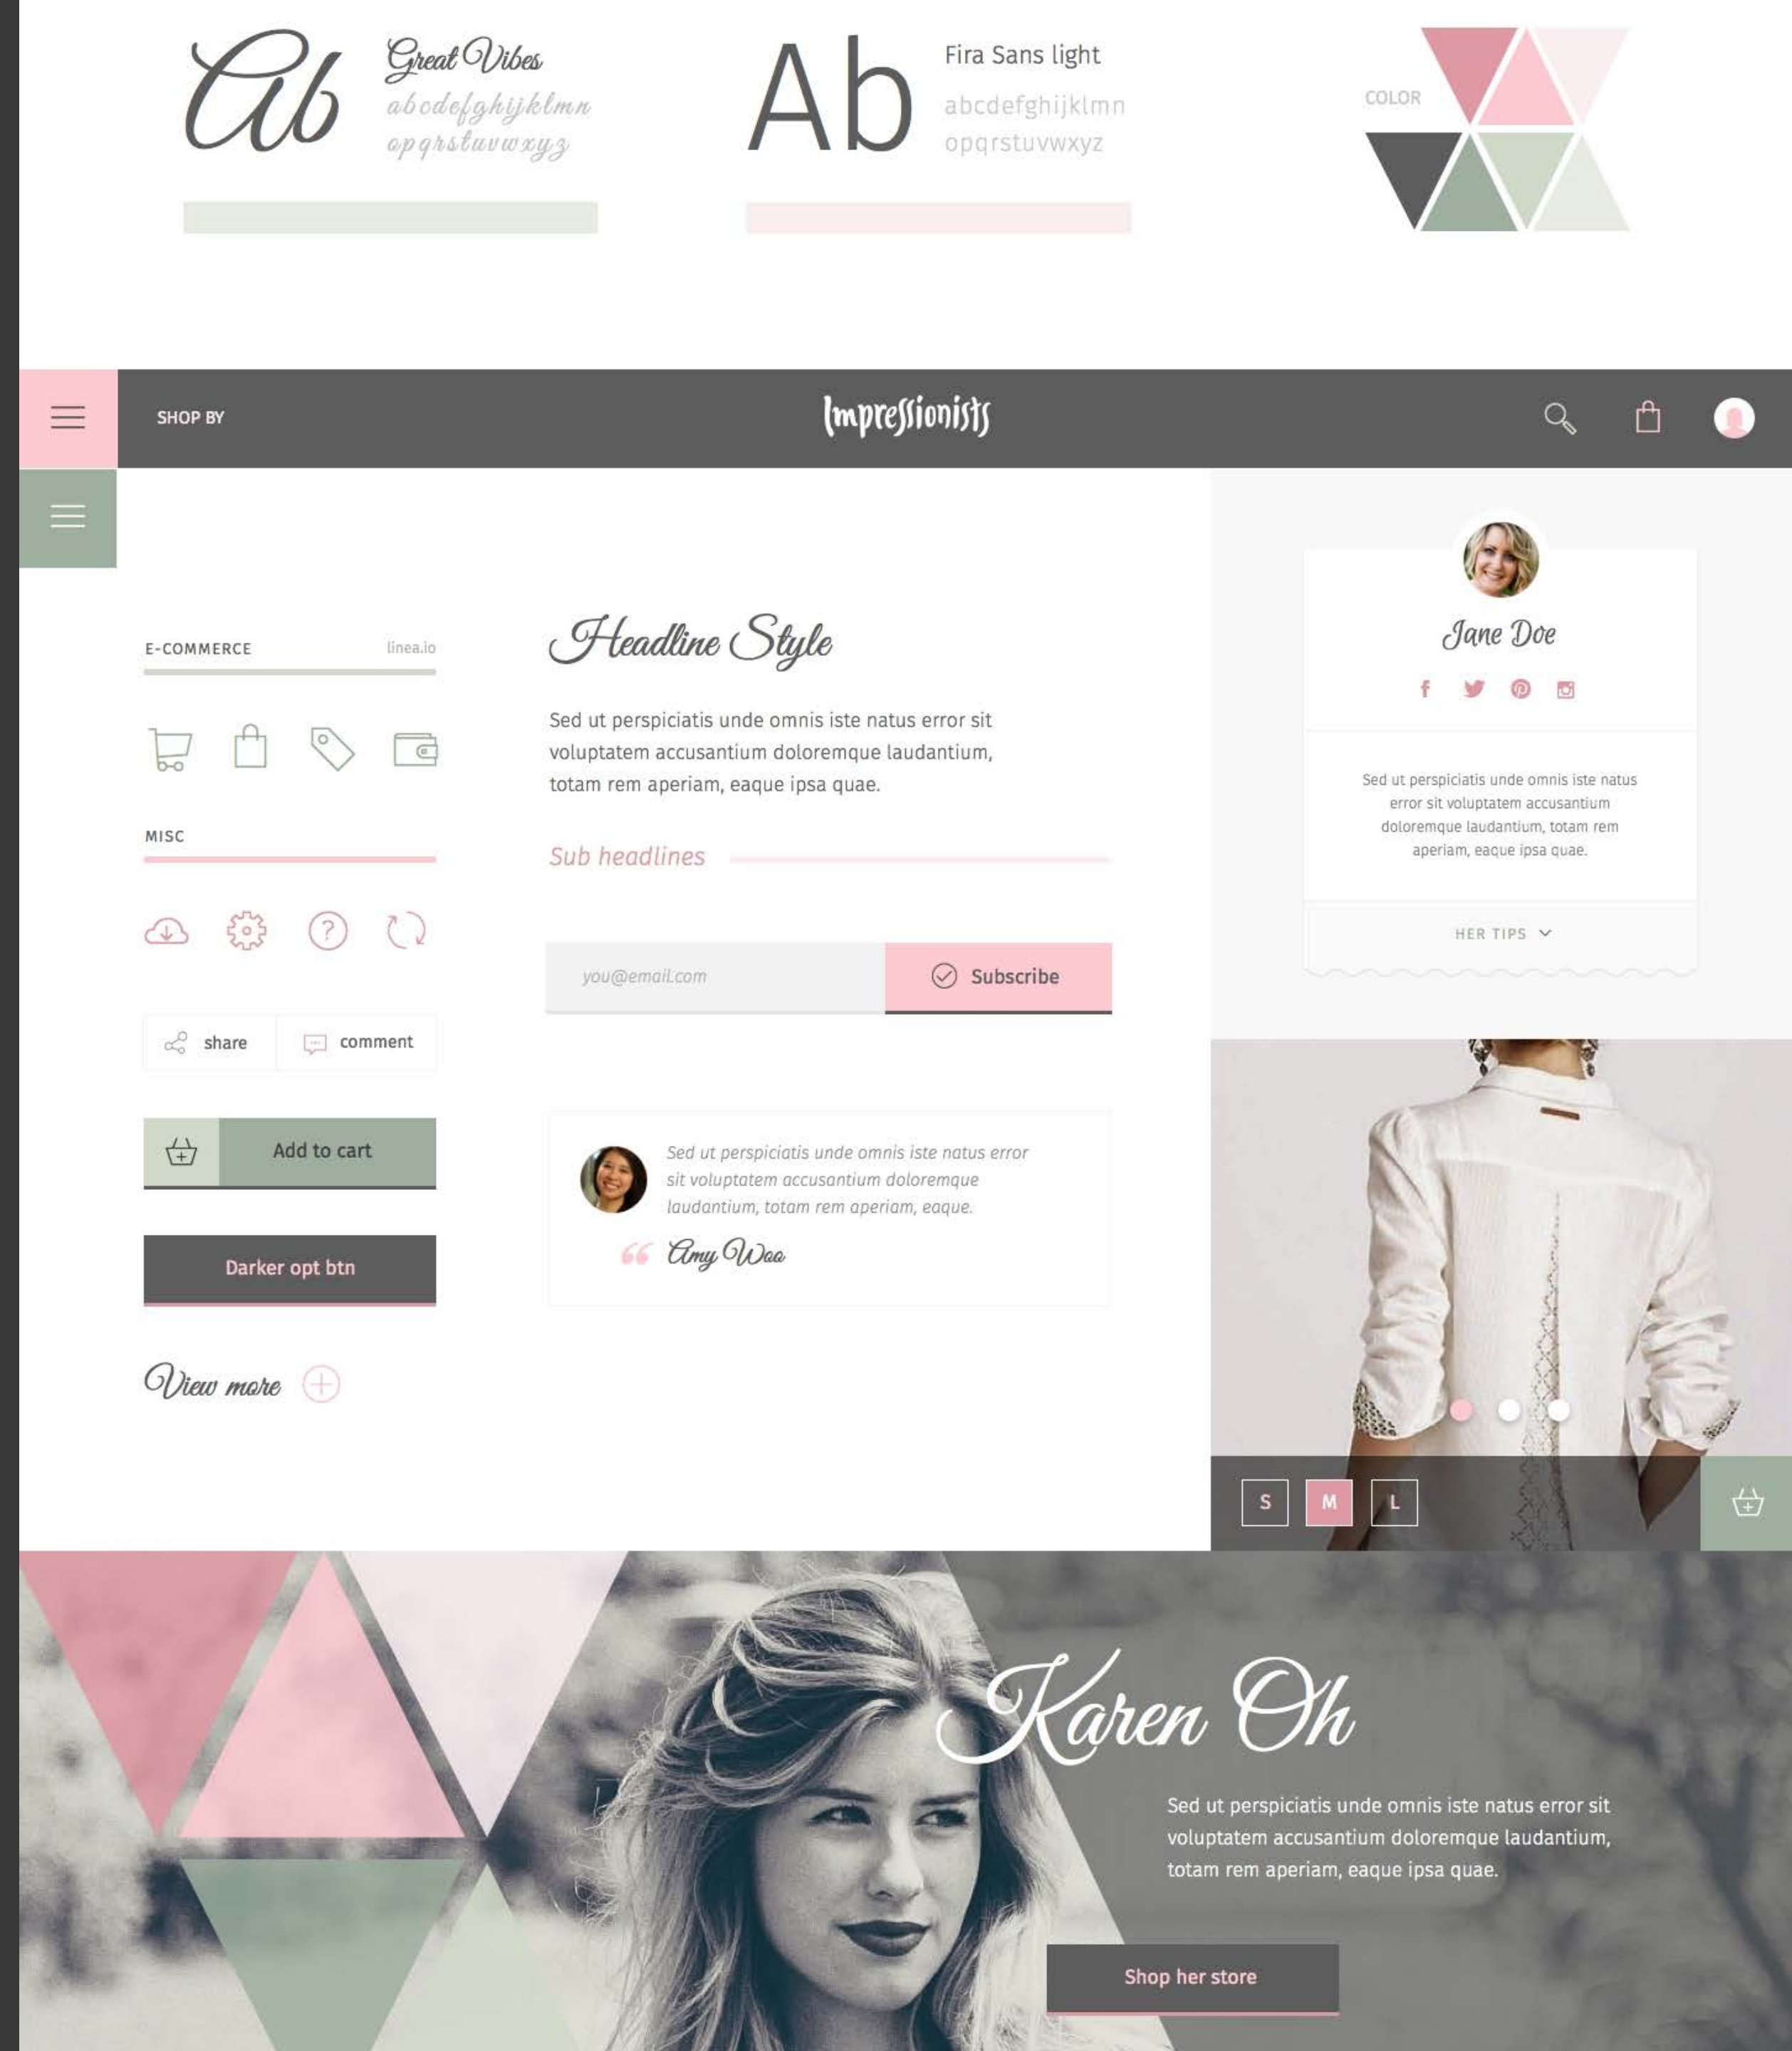 Ab
Great Vibes
abcdefghijklmn
opqrstuvwxyz
Ab
Fira Sans light
abcdefghijklmn
opqrstuvwxyz
COLOR
SHOP BY
Impressionists
E-COMMERCE
linea.io
MISC
share
comment
Add to cart
Darker opt btn
View more
Headline Style
Sed ut perspiciatis unde omnis iste natus error sit
voluptatem accusantium doloremque laudantium,
totam rem aperiam, eaque ipsa quae.
Sub headlines
you@email.com
Subscribe
Sed ut perspiciatis unde omnis iste natus error
sit voluptatem accusantium doloremque
laudantium, totam rem aperiam, eaque.
Amy Woo
Jane Doe
Sed ut perspiciatis unde omnis iste natus
error sit voluptatem accusantium
doloremque laudantium, totam rem
aperiam, eaque ipsa quae.
HER TIPS
S M L
Karen Oh
Sed ut perspiciatis unde omnis iste natus error sit
voluptatem accusantium doloremque laudantium,
totam rem aperiam, eaque ipsa quae.
Shop her store